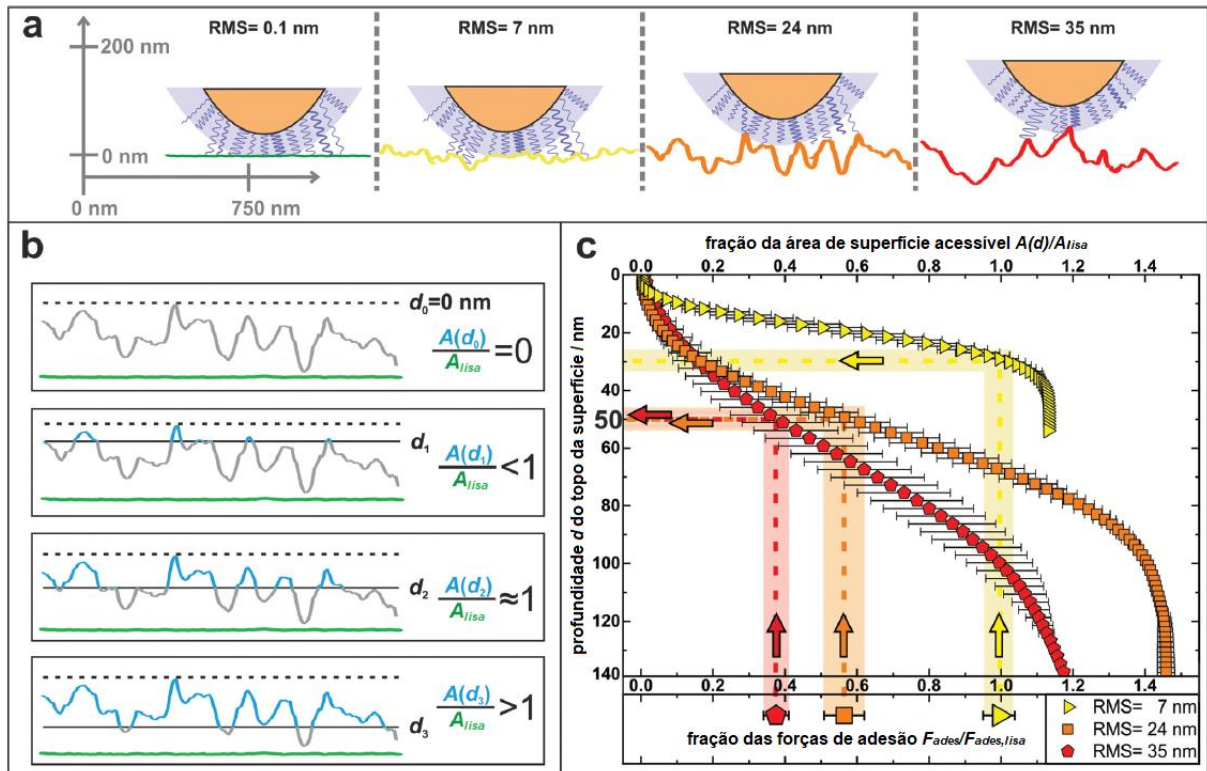 a
RMS= 0.1 nm
RMS= 7 nm
RMS= 24 nm
RMS= 35 nm
200 nm
0 nm
0 nm
750 nm
b
d₀=0 nm
A(d₀)/Aₗᵢₛₐ=0
d₁
A(d₁)/Aₗᵢₛₐ<1
d₂
A(d₂)/Aₗᵢₛₐ≈1
d₃
A(d₃)/Aₗᵢₛₐ>1
c
fração da área de superfície acessível A(d)/Alisa
0.0 0.2 0.4 0.6 0.8 1.0 1.2 1.4
profundidade d do topo da superfície / nm
0
20
40
50
60
80
100
120
140
0.0 0.2 0.4 0.6 0.8 1.0 1.2 1.4
fração das forças de adesão Fades/Fades,lisa
RMS= 7 nm
RMS= 24 nm
RMS= 35 nm